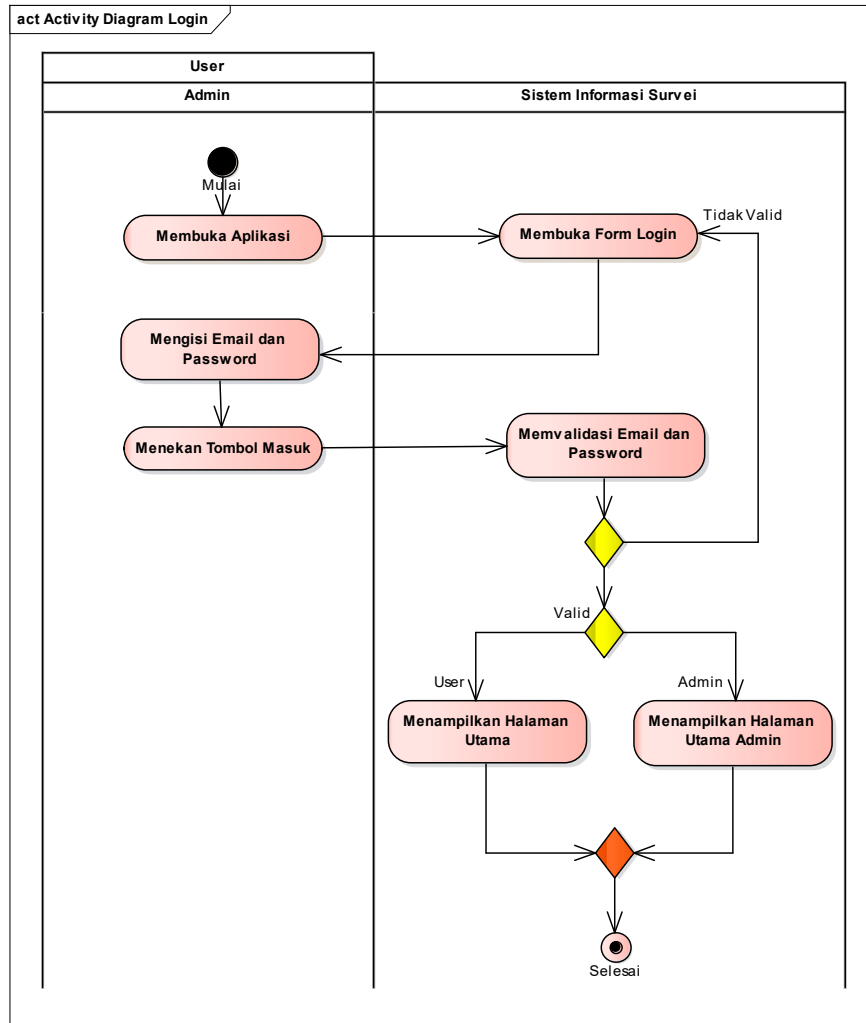 act Activity Diagram Login
User
Admin
Sistem Informasi Survei
Mulai
Membuka Aplikasi
Membuka Form Login
Tidak Valid
Mengisi Email dan
Password
Menekan Tombol Masuk
Memvalidasi Email dan
Password
Valid
User
Admin
Menampilkan Halaman
Utama
Menampilkan Halaman
Utama Admin
Selesai